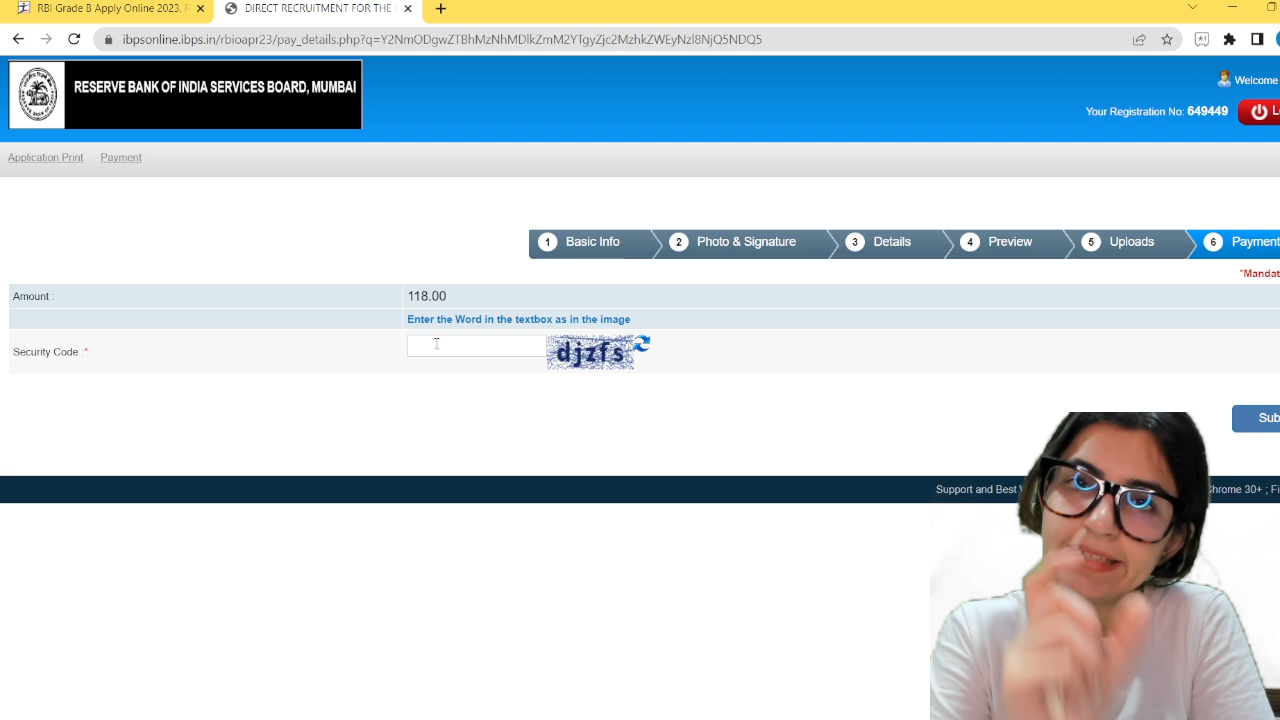 RBI Grade B Apply Online 2023. F
DIRECT RECRUITMENT FOR THE
ibpsonline.ibps.in/rbioapr23/pay_details.php?q=Y2NmODgwZTBhMzNhMDlkZmM2YTgyZjc2MzhkZWEyNzl8NjQ5NDQ5
RESERVE BANK OF INDIA SERVICES BOARD, MUMBAI
Welcome
Your Registration No: 649449
Application Print Payment
1 Basic Info 2 Photo & Signature 3 Details 4 Preview 5 Uploads 6 Payment
*Mandat
Amount : 118.00
Enter the Word in the textbox as in the image
Security Code :* djzfs
Sub
Support and Best V Chrome 30+ ; Fi